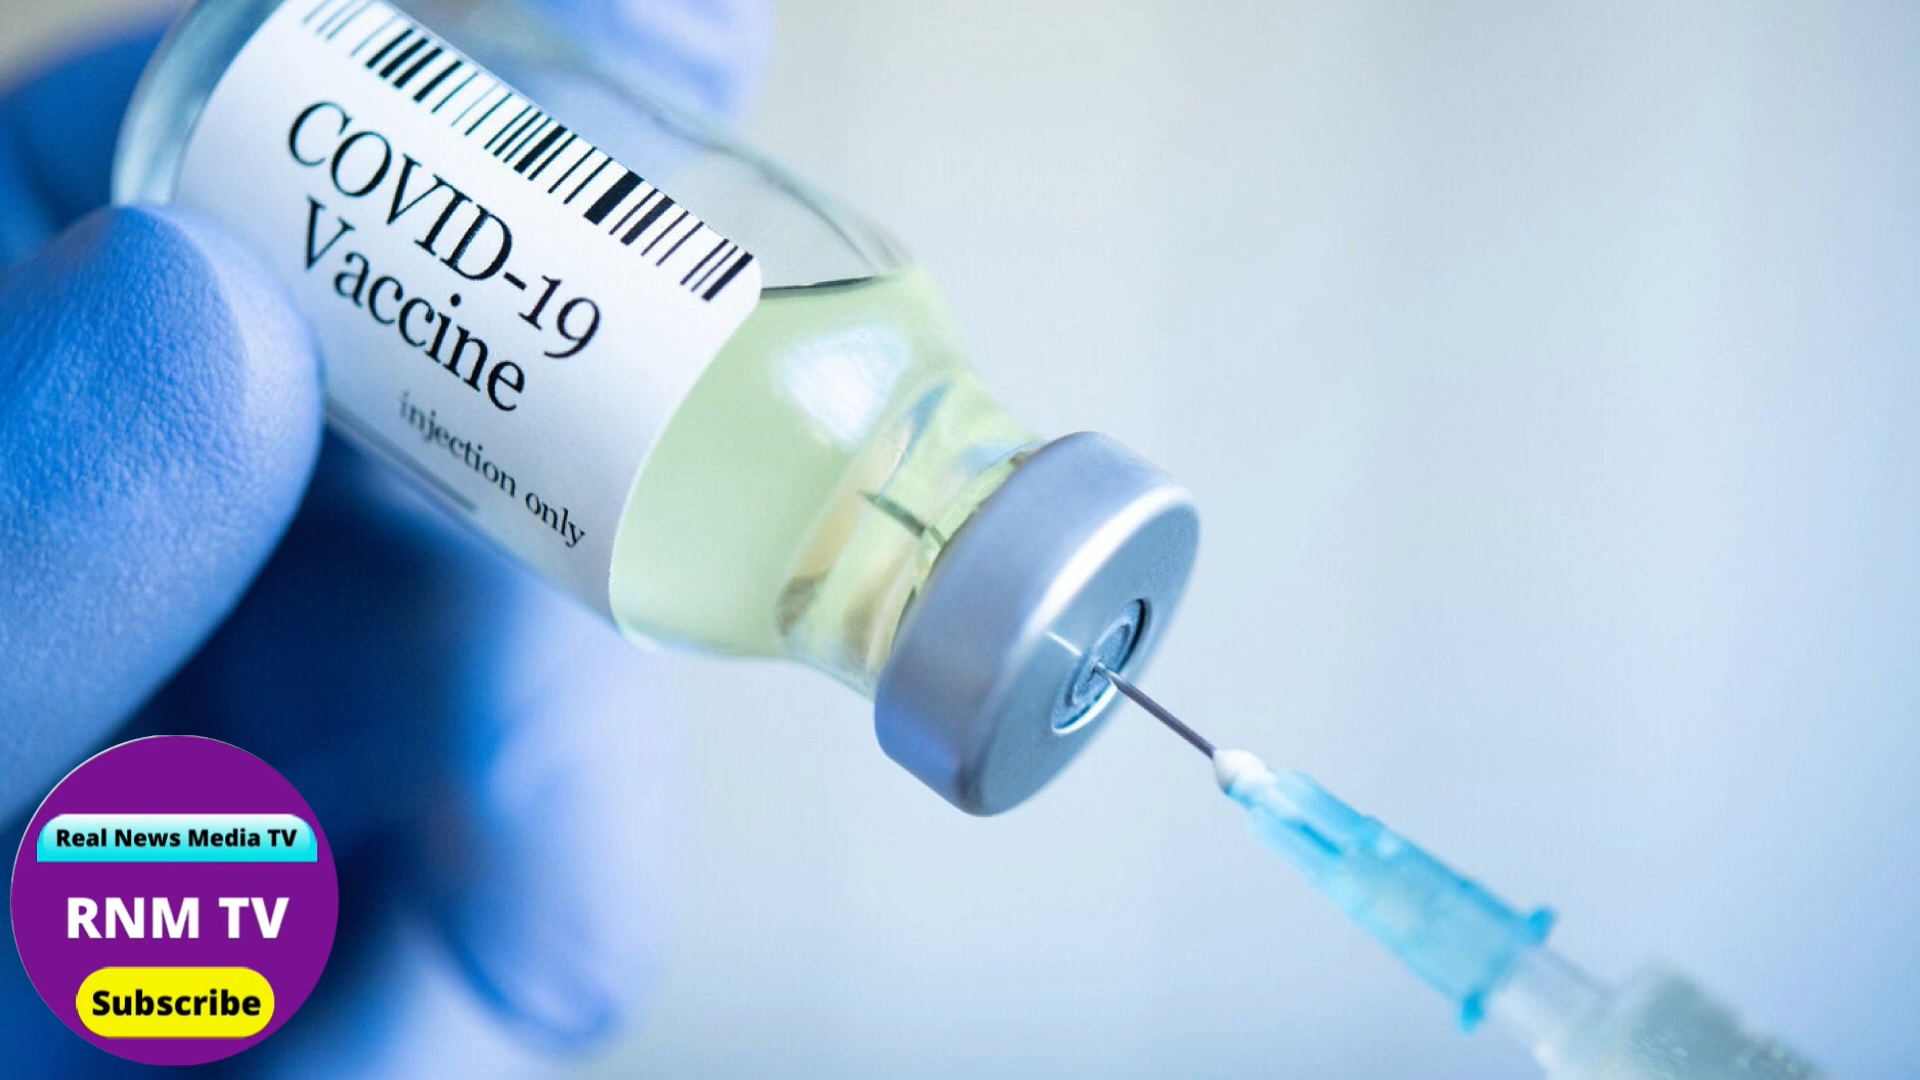 COVID-19
Vaccine
injection only
Real News Media TV
RNM TV
Subscribe